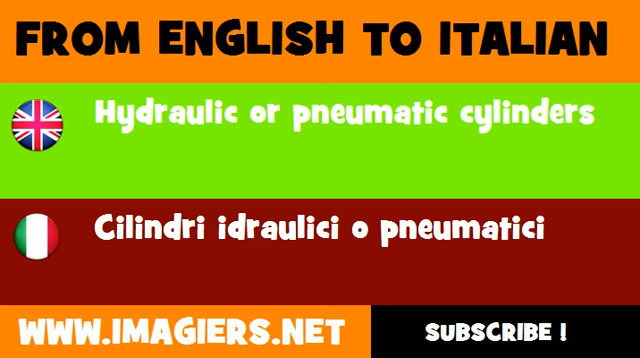 FROM ENGLISH TO ITALIAN
Hydraulic or pneumatic cylinders
Cilindri idraulici o pneumatici
WWW.IMAGIERS.NET
SUBSCRIBE !